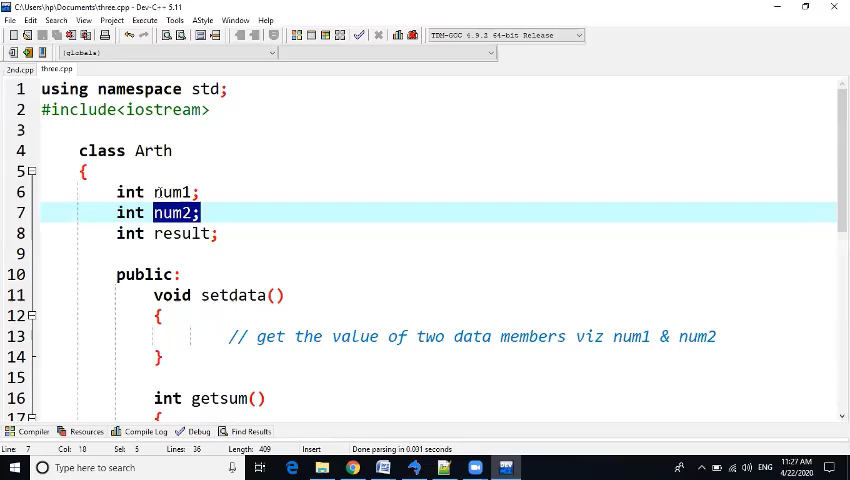 C:\Users\hp\Documents\three.cpp - Dev-C++ 5.11
File Edit Search View Project Execute Tools AStyle Window Help
TDM-GCC 4.9.2 64-bit Release
(globals)
2nd.cpp three.cpp
1 using namespace std;
2 #include<iostream>
3
4 class Arth
5 {
6 int num1;
7 int num2;
8 int result;
9
10 public:
11 void setdata()
12 {
13 // get the value of two data members viz num1 & num2
14 }
15
16 int getsum()
17 {
Compiler Resources Compile Log Debug Find Results
Line: 7 Col: 18 Sel: 5 Lines: 36 Length: 409 Insert Done parsing in 0.031 seconds
Type here to search ENG 11:27 AM
4/22/2020